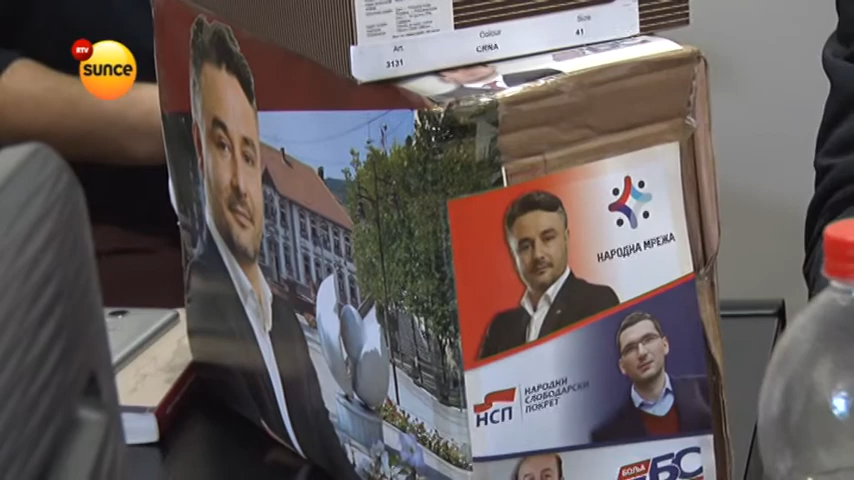 RTV
SUNCE
Art
3131
Colour
CRNA
Size
41
НАРОДНА МРЕЖА
НСП
НАРОДНИ
СЛОБОДАРСКИ
ПОКРЕТ
БОЉА
БС